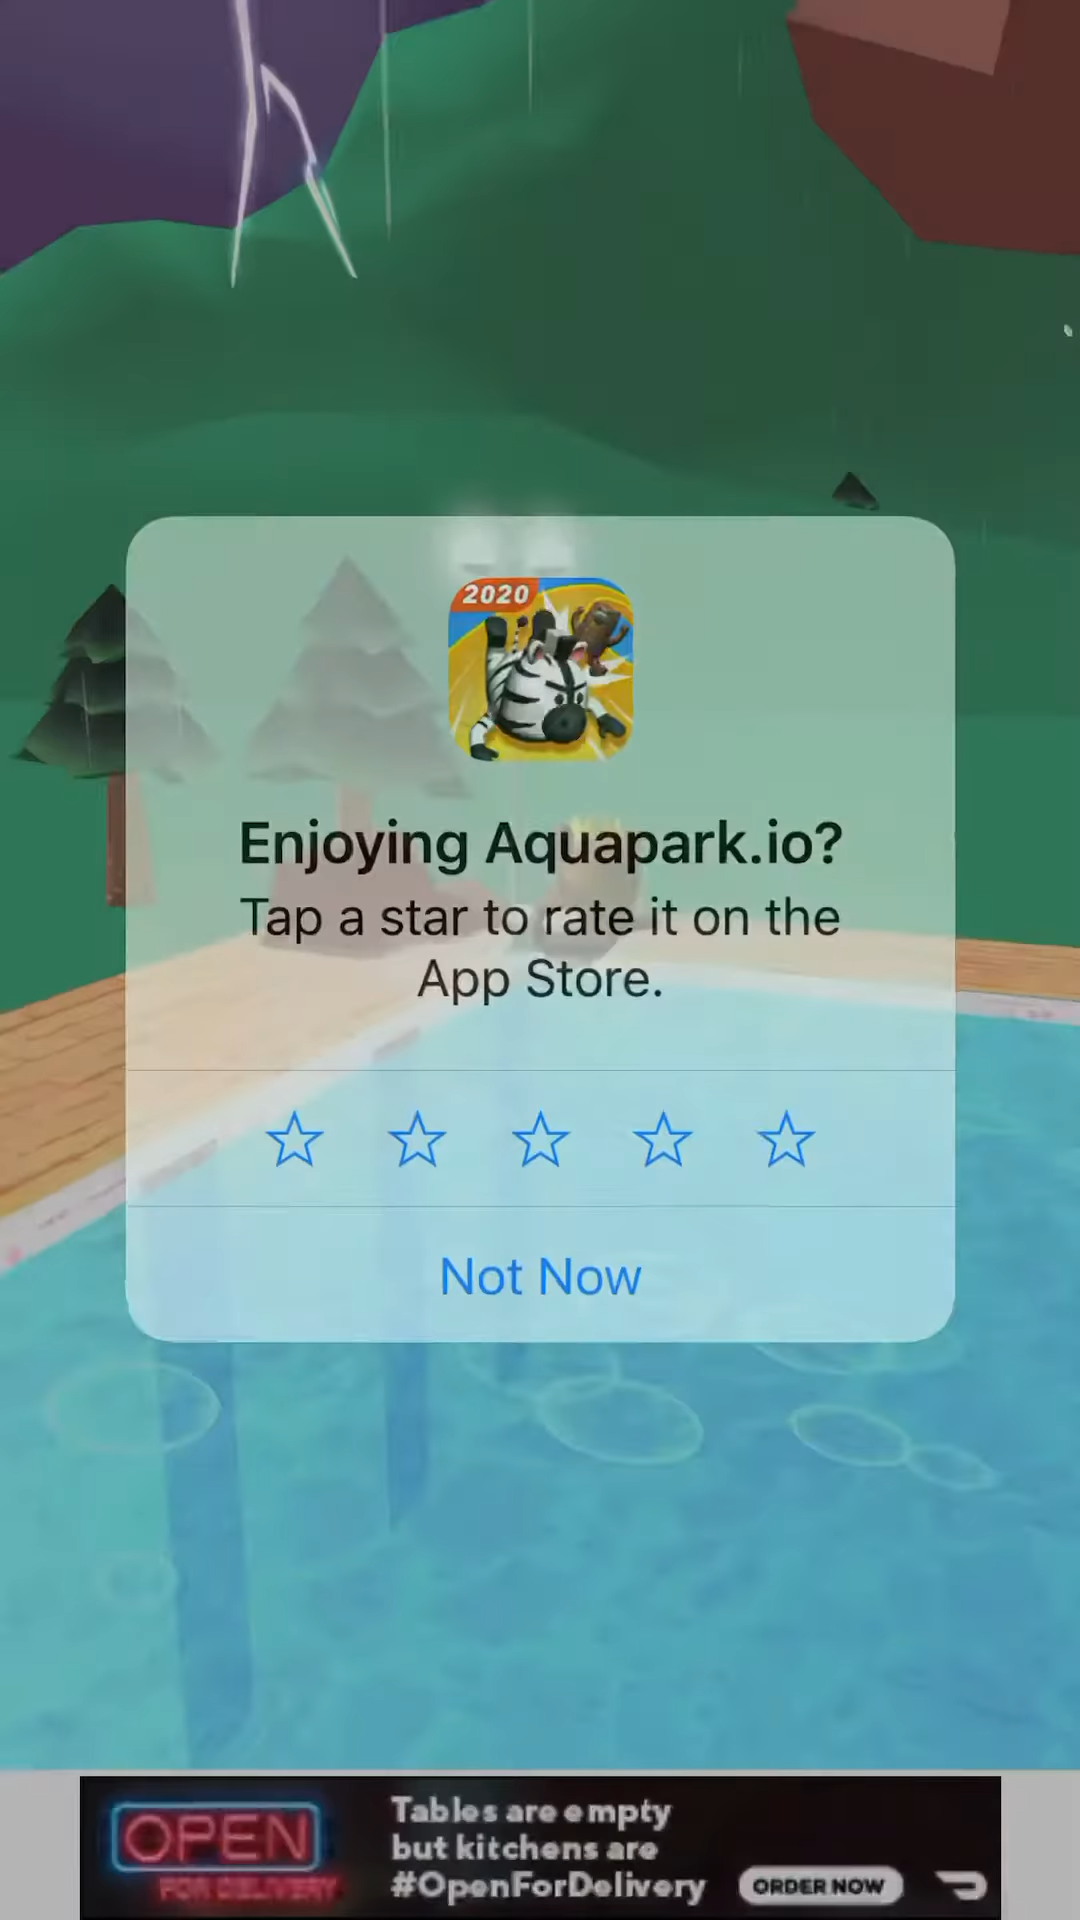 2020
Enjoying Aquapark.io?
Tap a star to rate it on the
App Store.
Not Now
OPEN
FOR DELIVERY
Tables are empty
but kitchens are
#OpenForDelivery
ORDER NOW